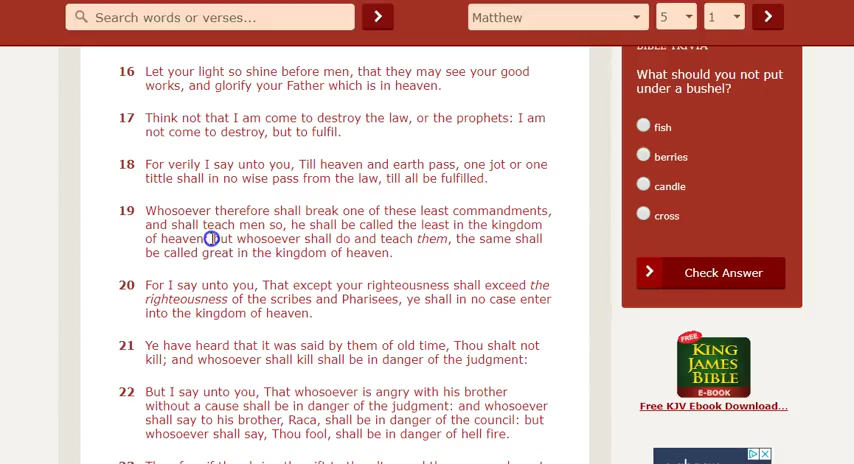 Search words or verses...
Matthew
5
1
16 Let your light so shine before men, that they may see your good
works, and glorify your Father which is in heaven.
17 Think not that I am come to destroy the law, or the prophets: I am
not come to destroy, but to fulfil.
18 For verily I say unto you, Till heaven and earth pass, one jot or one
tittle shall in no wise pass from the law, till all be fulfilled.
19 Whosoever therefore shall break one of these least commandments,
and shall teach men so, he shall be called the least in the kingdom
of heaven: but whosoever shall do and teach them, the same shall
be called great in the kingdom of heaven.
20 For I say unto you, That except your righteousness shall exceed the
righteousness of the scribes and Pharisees, ye shall in no case enter
into the kingdom of heaven.
21 Ye have heard that it was said by them of old time, Thou shalt not
kill; and whosoever shall kill shall be in danger of the judgment:
22 But I say unto you, That whosoever is angry with his brother
without a cause shall be in danger of the judgment: and whosoever
shall say to his brother, Raca, shall be in danger of the council: but
whosoever shall say, Thou fool, shall be in danger of hell fire.
BIBLE TRIVIA
What should you not put
under a bushel?
fish
berries
candle
cross
Check Answer
FREE
KING
JAMES
BIBLE
E-BOOK
Free KJV Ebook Download...